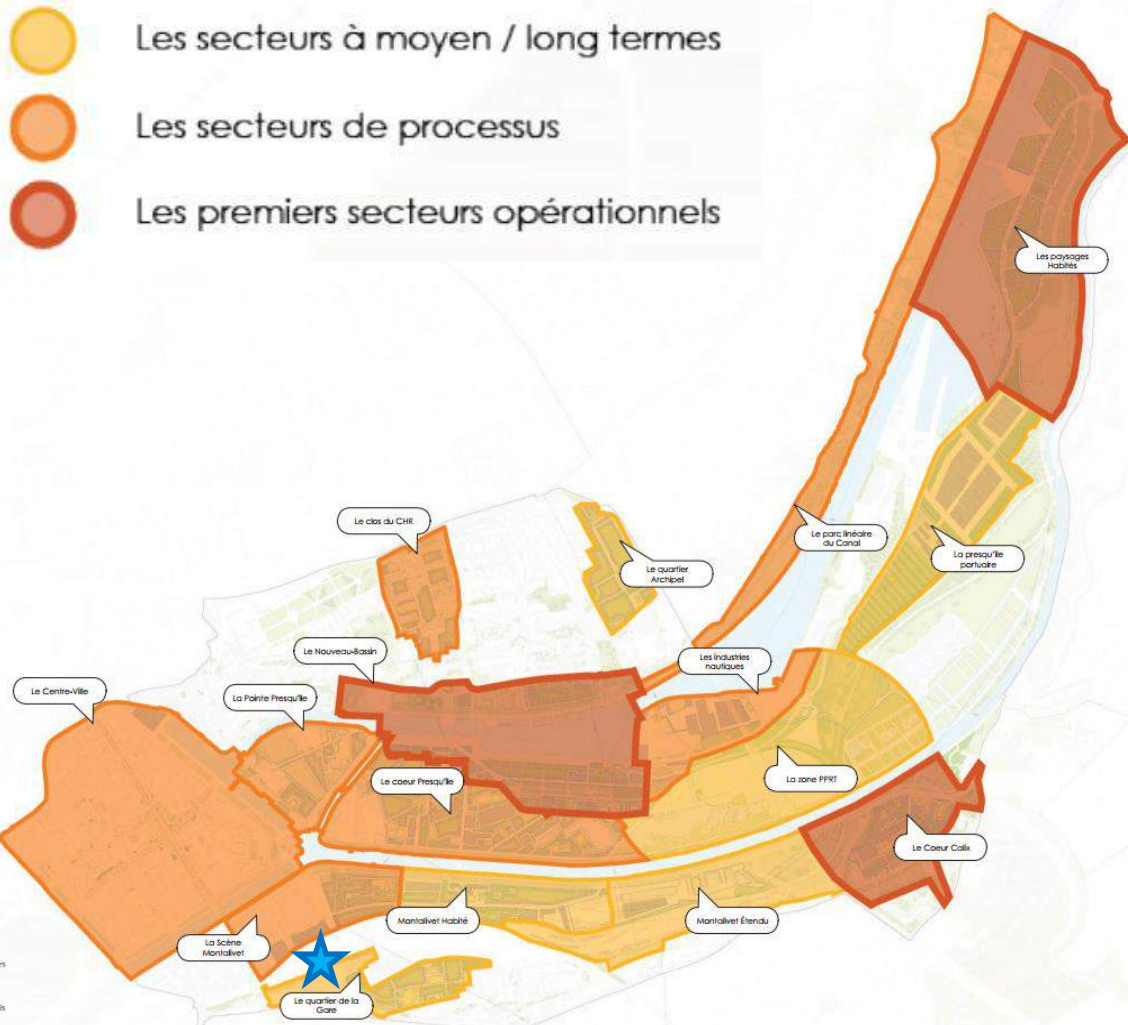 Les secteurs à moyen / long termes
Les secteurs de processus
Les premiers secteurs opérationnels
Les paysages
Habités
Le clos du CHR
Le parc linéaire
du Canal
La presqu'île
portuaire
Le quartier
Archipel
Le Nouveau-Bassin
Les industries
nautiques
Le Centre-Ville
La Pointe Presqu'île
Le coeur Presqu'île
La zone PPRT
Le Coeur Calix
Montalivet Habité
Montalivet Étendu
La Scène
Montalivet
Le quartier de la
Gare